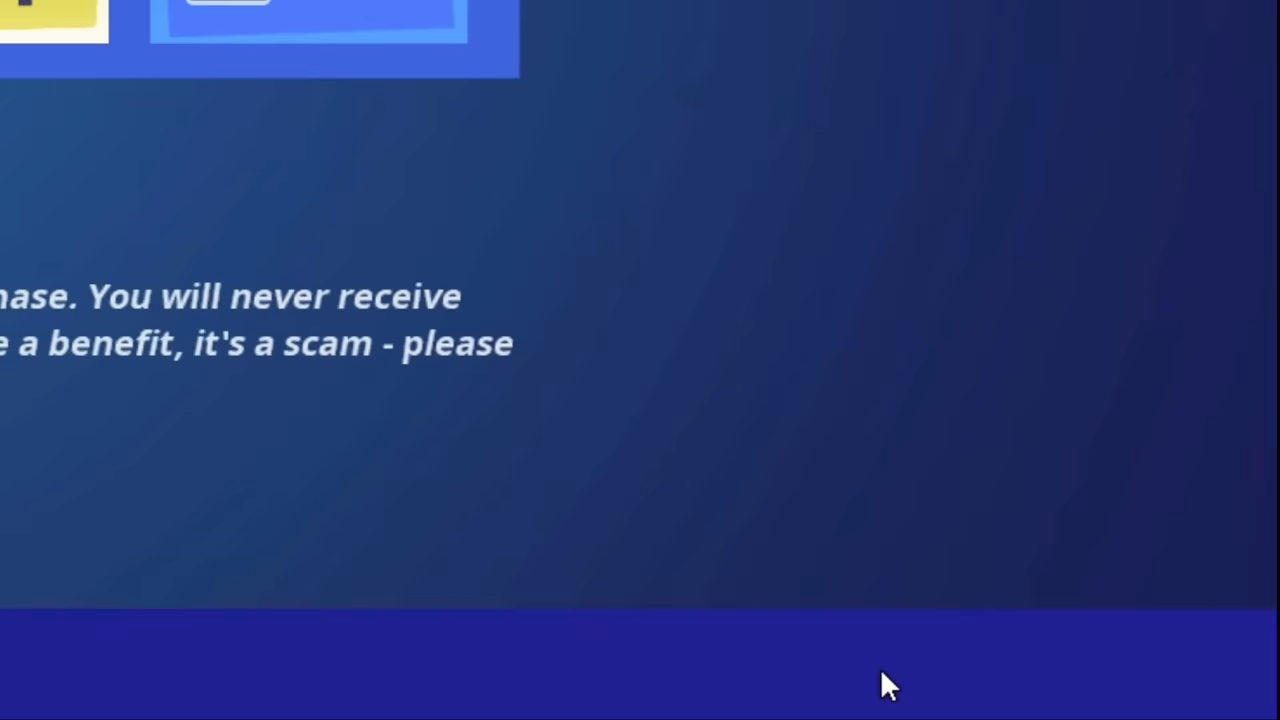 hase. You will never receive
e a benefit, it's a scam - please